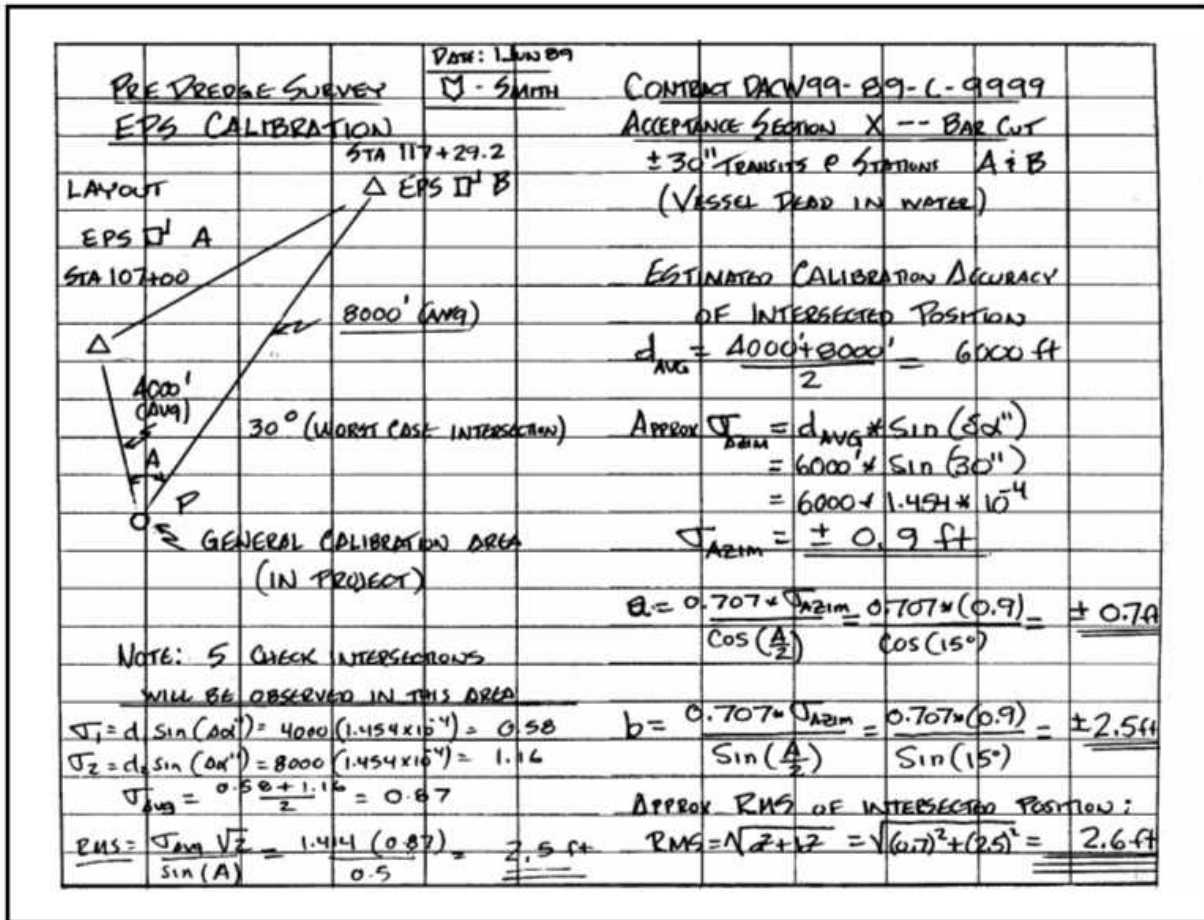 DATE: 1 JUN 89
PRE DREDGE SURVEY
- SMITH
EPS CALIBRATION
STA 117+29.2
LAYOUT
EPS B
EPS A
STA 107+00
8000' (AVG)
4000'
(AVG)
30° (WORST CASE INTERSECTION)
A
P
GENERAL CALIBRATION AREA
(IN PROJECT)
NOTE: 5 CHECK INTERSECTIONS
WILL BE OBSERVED IN THIS AREA
σ₁ = d₁ sin (Δα") = 4000 (1.454x10⁻⁴) = 0.58
σ₂ = d₂ sin (Δα") = 8000 (1.454x10⁻⁴) = 1.16
σ_avg = (0.58 + 1.16)/2 = 0.87
RMS = (σ_avg √2)/(sin (A)) = (1.414 (0.87))/(0.5) = 2.5 ft
CONTRACT DACW99-89-C-9999
ACCEPTANCE SECTION X -- BAR CUT
±30" TRANSITS @ STATIONS A & B
(VESSEL DEAD IN WATER)
ESTIMATED CALIBRATION ACCURACY
OF INTERSECTED POSITION
d_AVG = (4000'+8000')/2 = 6000 ft
APPROX σ_AZIM = d_AVG * Sin (δα")
= 6000' * Sin (30")
= 6000 * 1.454 * 10⁻⁴
σ_AZIM = ± 0.9 ft
a = (0.707 * σ_AZIM)/(Cos (A/2)) = (0.707 * (0.9))/(Cos (15°)) = ± 0.7ft
b = (0.707 * σ_AZIM)/(Sin (A/2)) = (0.707 * (0.9))/(Sin (15°)) = ±2.5ft
APPROX RMS OF INTERSECTED POSITION:
RMS = √(a²+b²) = √((0.7)²+(2.5)²) = 2.6 ft